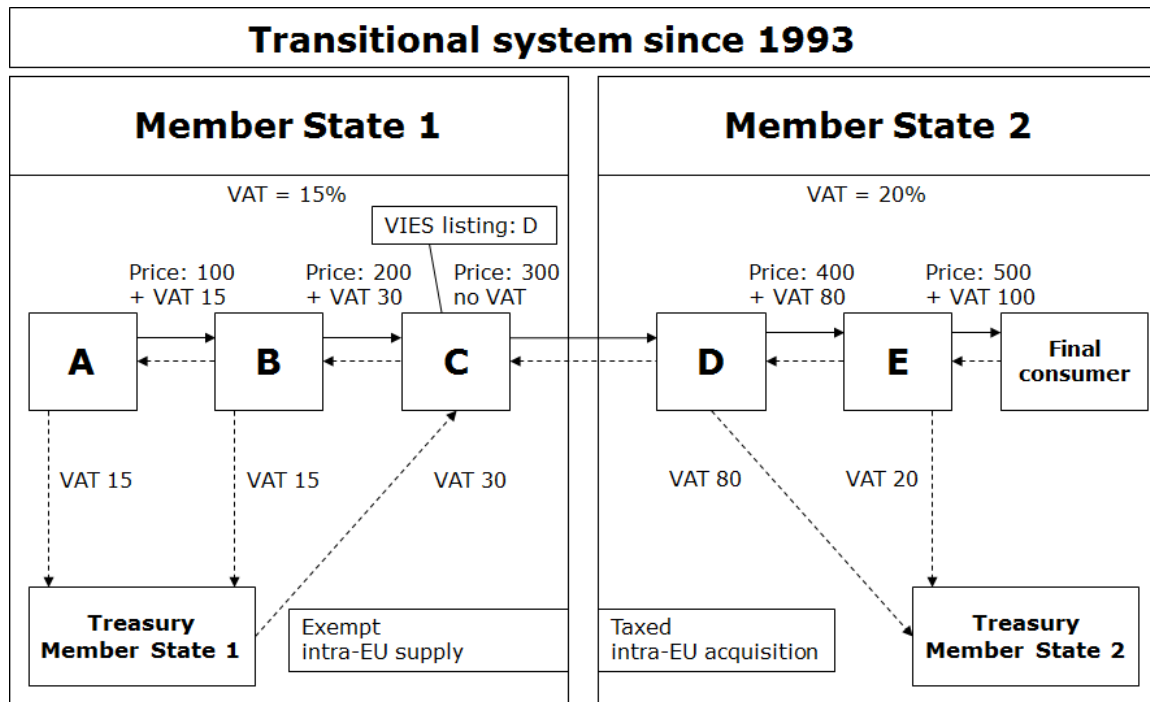 Transitional system since 1993
Member State 1
VAT = 15%
VIES listing: D
Price: 100
+ VAT 15
Price: 200
+ VAT 30
Price: 300
no VAT
A
B
C
VAT 15
VAT 15
VAT 30
Treasury
Member State 1
Exempt
intra-EU supply
Member State 2
VAT = 20%
Price: 400
+ VAT 80
Price: 500
+ VAT 100
D
E
Final
consumer
VAT 80
VAT 20
Taxed
intra-EU acquisition
Treasury
Member State 2